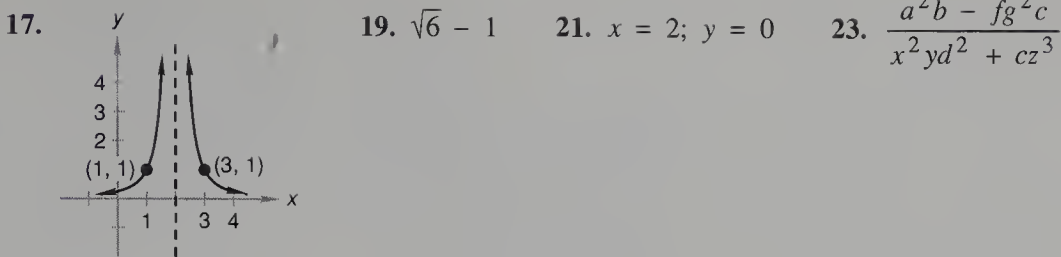 17.
y
4
3
2
(1, 1)
(3, 1)
x
1 3 4
19. √6 − 1
21. x = 2; y = 0
23. (a²b − fg²c)/(x²yd² + cz³)